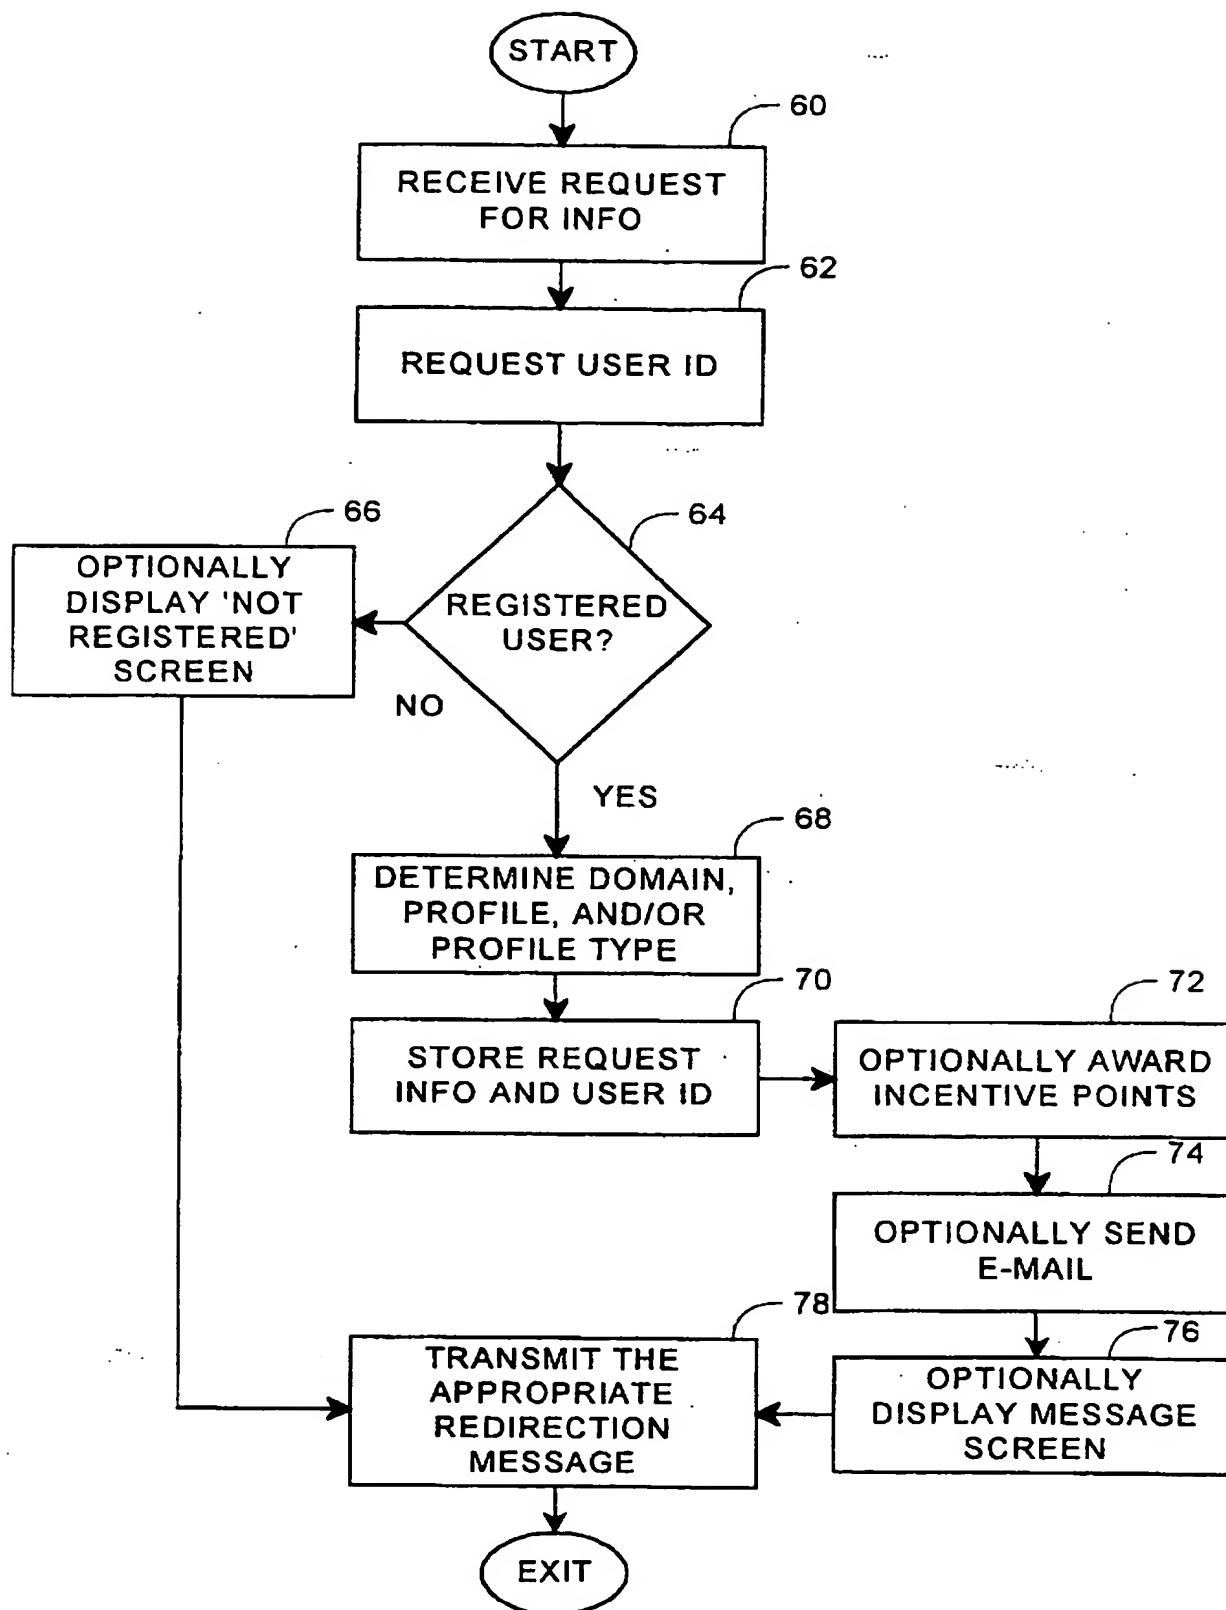 START
60
RECEIVE REQUEST
FOR INFO
62
REQUEST USER ID
64
REGISTERED
USER?
66
OPTIONALLY
DISPLAY 'NOT
REGISTERED'
SCREEN
NO
YES
68
DETERMINE DOMAIN,
PROFILE, AND/OR
PROFILE TYPE
70
STORE REQUEST
INFO AND USER ID
72
OPTIONALLY AWARD
INCENTIVE POINTS
74
OPTIONALLY SEND
E-MAIL
76
OPTIONALLY
DISPLAY MESSAGE
SCREEN
78
TRANSMIT THE
APPROPRIATE
REDIRECTION
MESSAGE
EXIT